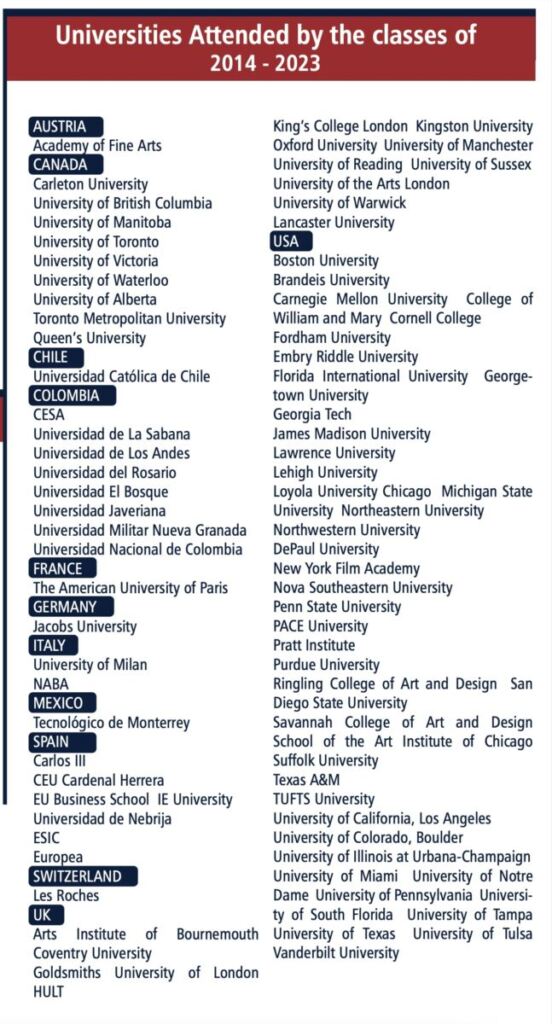 Universities Attended by the classes of
2014 - 2023
AUSTRIA
Academy of Fine Arts
CANADA
Carleton University
University of British Columbia
University of Manitoba
University of Toronto
University of Victoria
University of Waterloo
University of Alberta
Toronto Metropolitan University
Queen's University
CHILE
Universidad Católica de Chile
COLOMBIA
CESA
Universidad de La Sabana
Universidad de Los Andes
Universidad del Rosario
Universidad El Bosque
Universidad Javeriana
Universidad Militar Nueva Granada
Universidad Nacional de Colombia
FRANCE
The American University of Paris
GERMANY
Jacobs University
ITALY
University of Milan
NABA
MEXICO
Tecnológico de Monterrey
SPAIN
Carlos III
CEU Cardenal Herrera
EU Business School IE University
Universidad de Nebrija
ESIC
Europea
SWITZERLAND
Les Roches
UK
Arts Institute of Bournemouth
Coventry University
Goldsmiths University of London
HULT
King's College London Kingston University
Oxford University University of Manchester
University of Reading University of Sussex
University of the Arts London
University of Warwick
Lancaster University
USA
Boston University
Brandeis University
Carnegie Mellon University College of
William and Mary Cornell College
Fordham University
Embry Riddle University
Florida International University George-
town University
Georgia Tech
James Madison University
Lawrence University
Lehigh University
Loyola University Chicago Michigan State
University Northeastern University
Northwestern University
DePaul University
New York Film Academy
Nova Southeastern University
Penn State University
PACE University
Pratt Institute
Purdue University
Ringling College of Art and Design San
Diego State University
Savannah College of Art and Design
School of the Art Institute of Chicago
Suffolk University
Texas A&M
TUFTS University
University of California, Los Angeles
University of Colorado, Boulder
University of Illinois at Urbana-Champaign
University of Miami University of Notre
Dame University of Pennsylvania Universi-
ty of South Florida University of Tampa
University of Texas University of Tulsa
Vanderbilt University